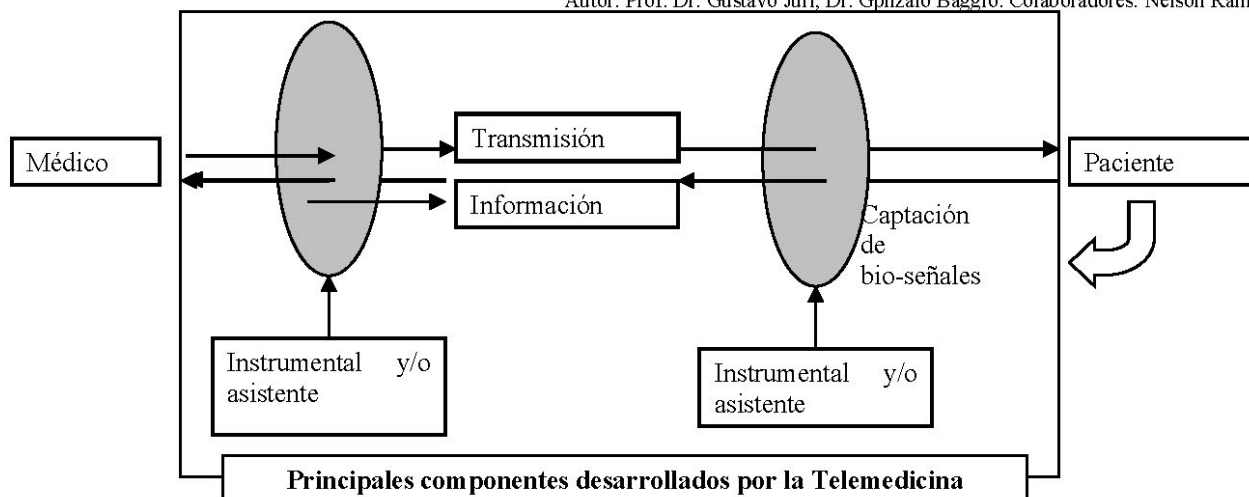 Autor: Prof. Dr. Gustavo Juri, Dr. Gpnzalo Baggio. Colaboradores: Nelson
Médico
Transmisión
Información
Paciente
Captación
de
bio-señales
Instrumental y/o
asistente
Instrumental y/o
asistente
Principales componentes desarrollados por la Telemedicina